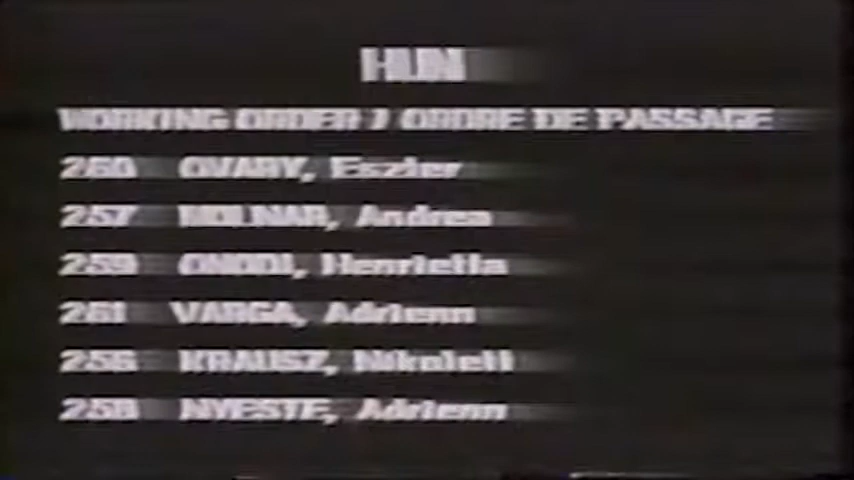 HUN
WORKING ORDER / ORDRE DE PASSAGE
260 OVARY, Eszter
257 MOLNAR, Andrea
259 ONODI, Henrietta
261 VARGA, Adrienn
256 KRAUSZ, Nikolett
258 NYESTE, Adrienn